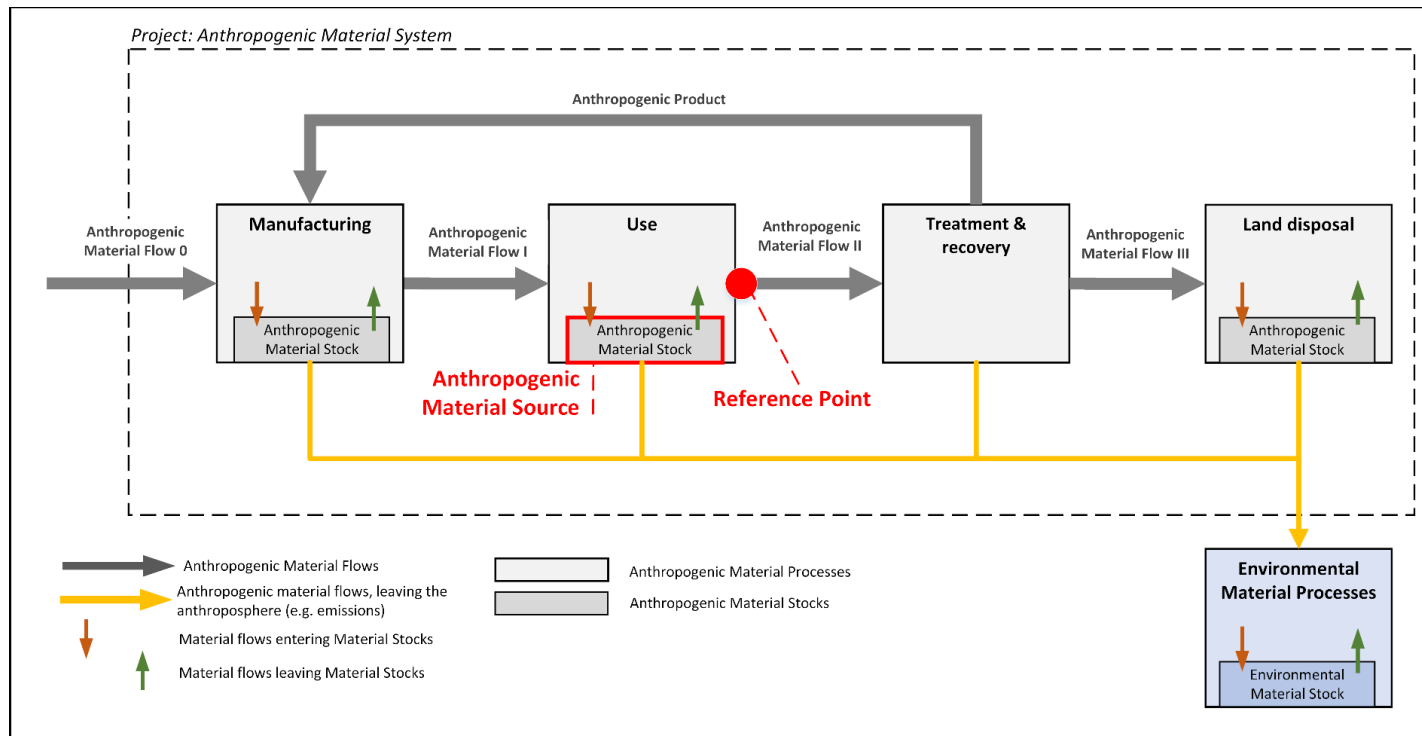 Project: Anthropogenic Material System
Anthropogenic Product
Anthropogenic
Material Flow 0
Manufacturing
Anthropogenic
Material Stock
Anthropogenic
Material Flow I
Use
Anthropogenic
Material Stock
Anthropogenic
Material Source
Anthropogenic
Material Flow II
Reference Point
Treatment &
recovery
Anthropogenic
Material Flow III
Land disposal
Anthropogenic
Material Stock
Environmental
Material Processes
Environmental
Material Stock
Anthropogenic Material Flows
Anthropogenic material flows, leaving the
anthroposphere (e.g. emissions)
Material flows entering Material Stocks
Material flows leaving Material Stocks
Anthropogenic Material Processes
Anthropogenic Material Stocks